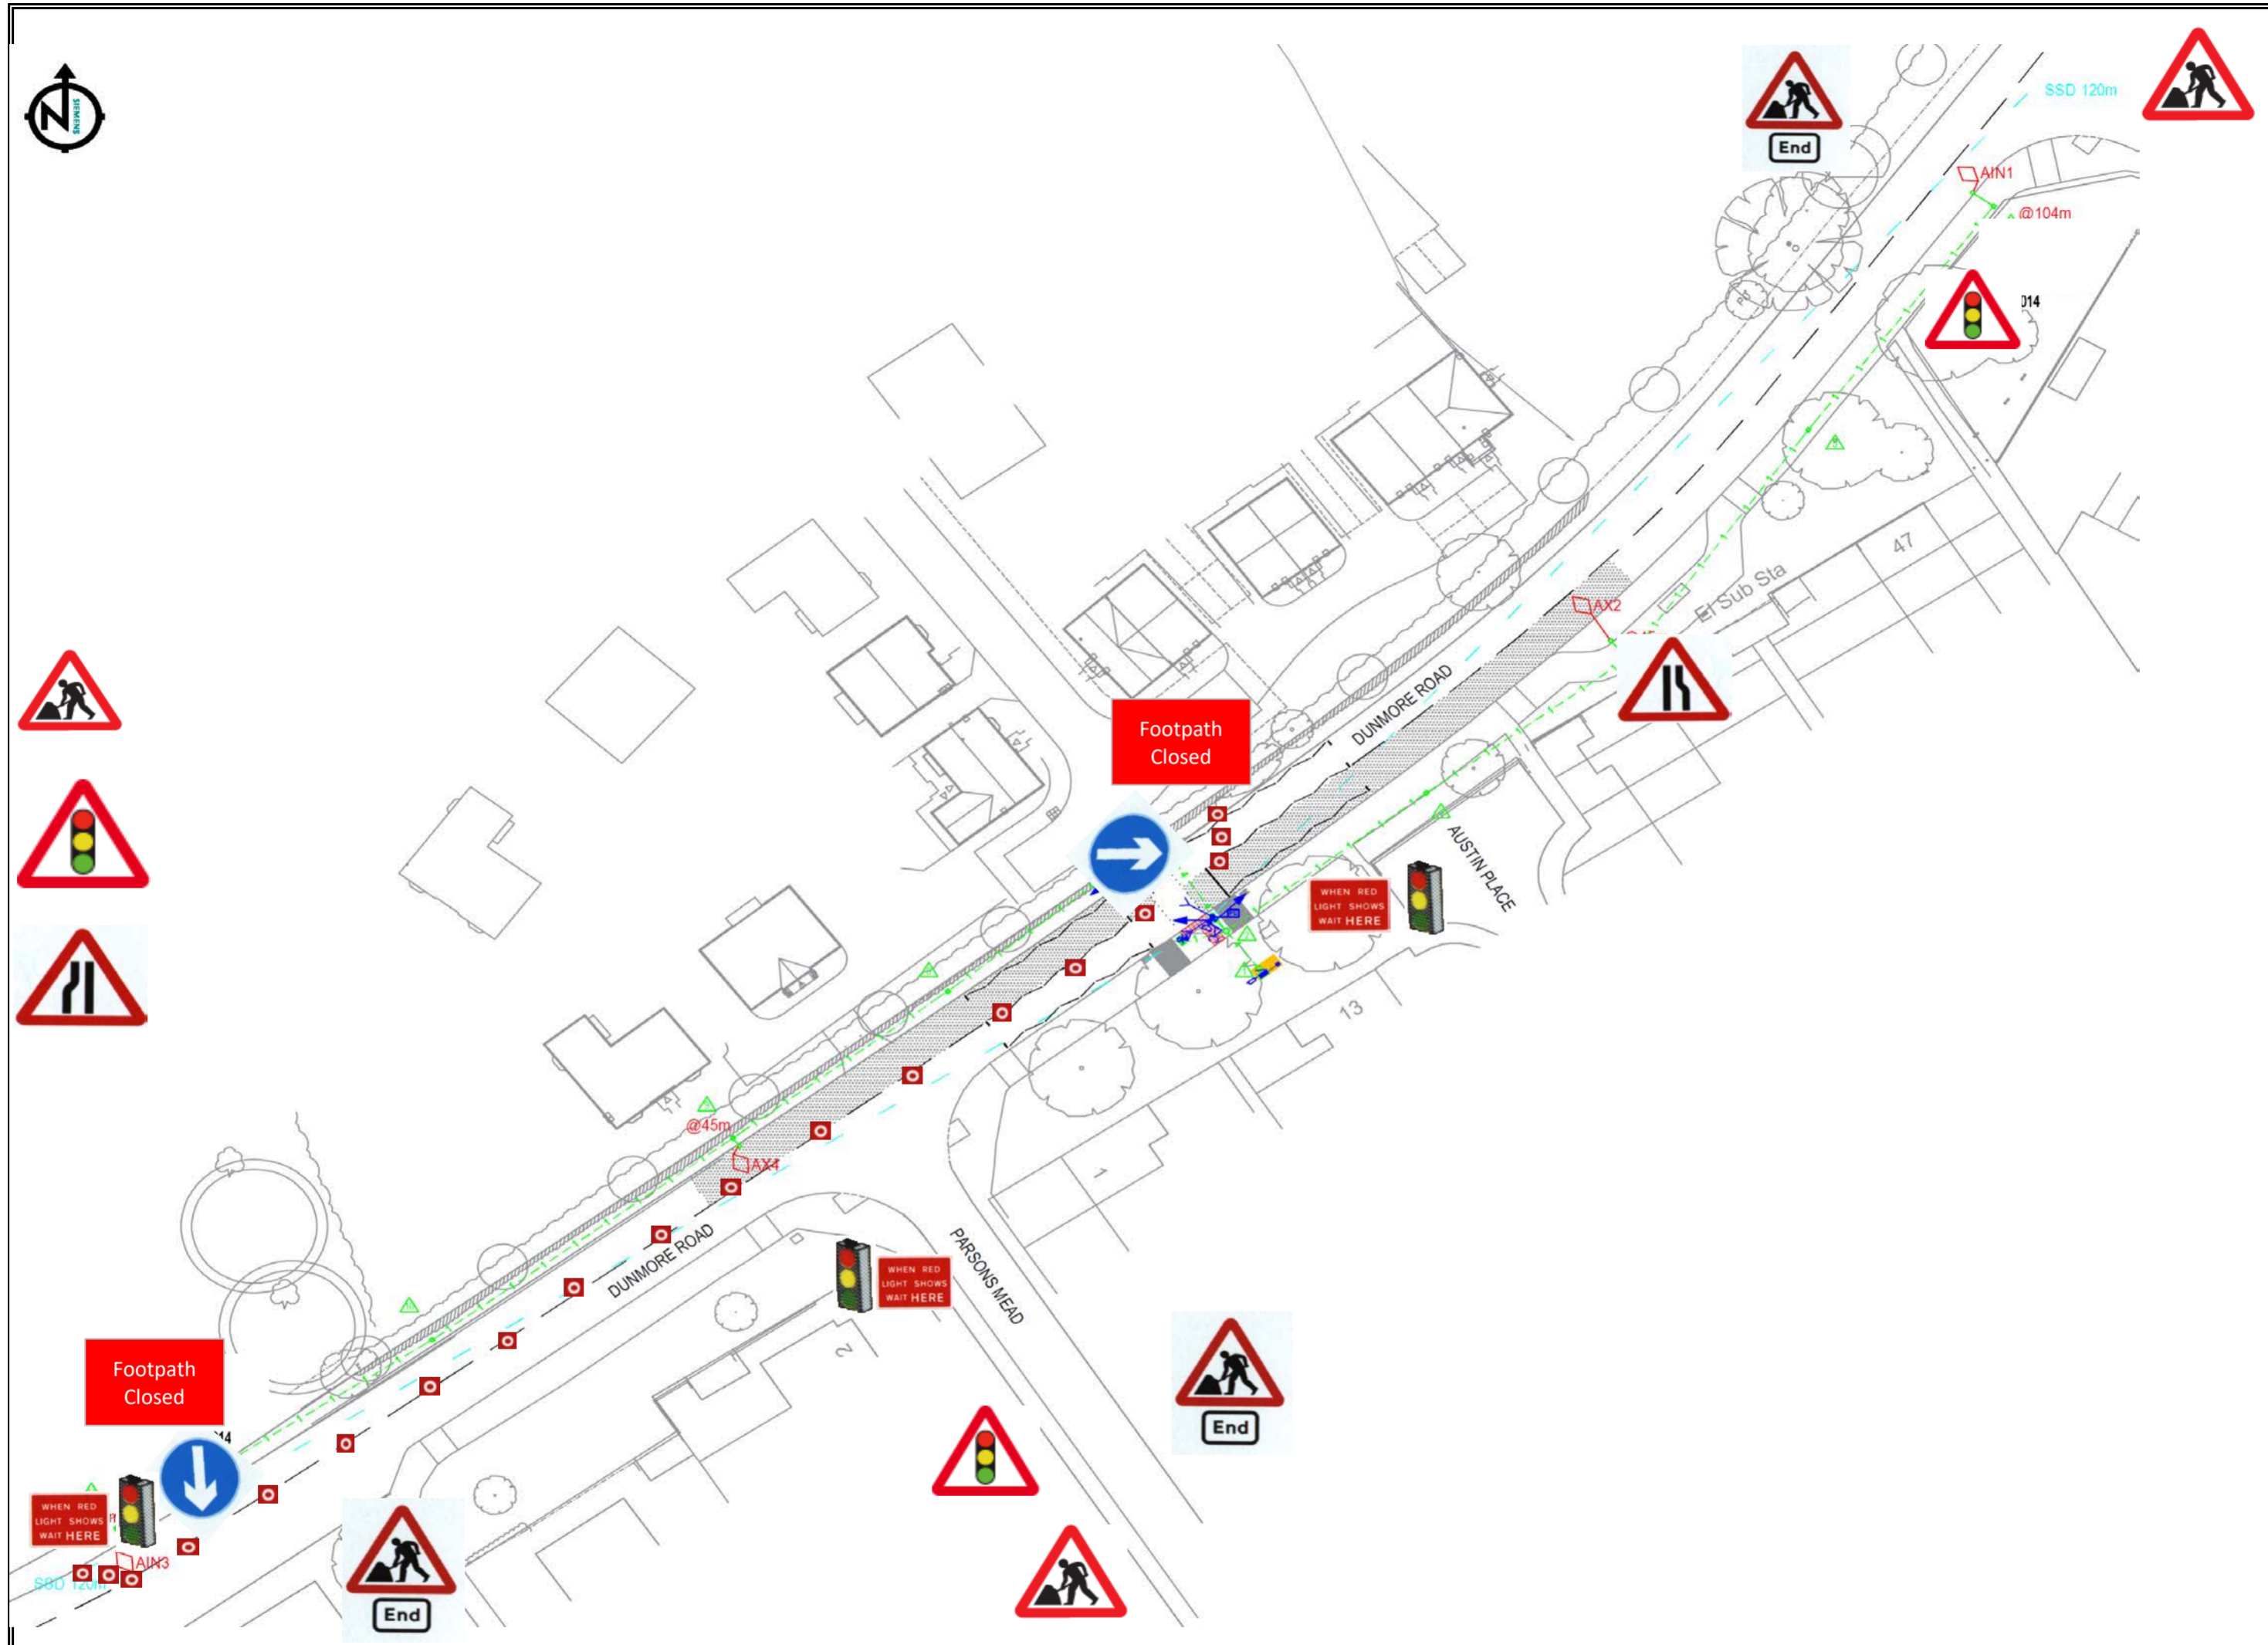 N
SIEMENS
End
SSD 120m
AIN1
@104m
014
47
El Sub Sta
AX2
DUNMORE ROAD
Footpath
Closed
AUSTIN PLACE
WHEN RED
LIGHT SHOWS
WAIT HERE
13
@45m
AX4
1
DUNMORE ROAD
PARSONS MEAD
WHEN RED
LIGHT SHOWS
WAIT HERE
2
End
Footpath
Closed
14
WHEN RED
LIGHT SHOWS
WAIT HERE
AIN3
SSD 120m
End